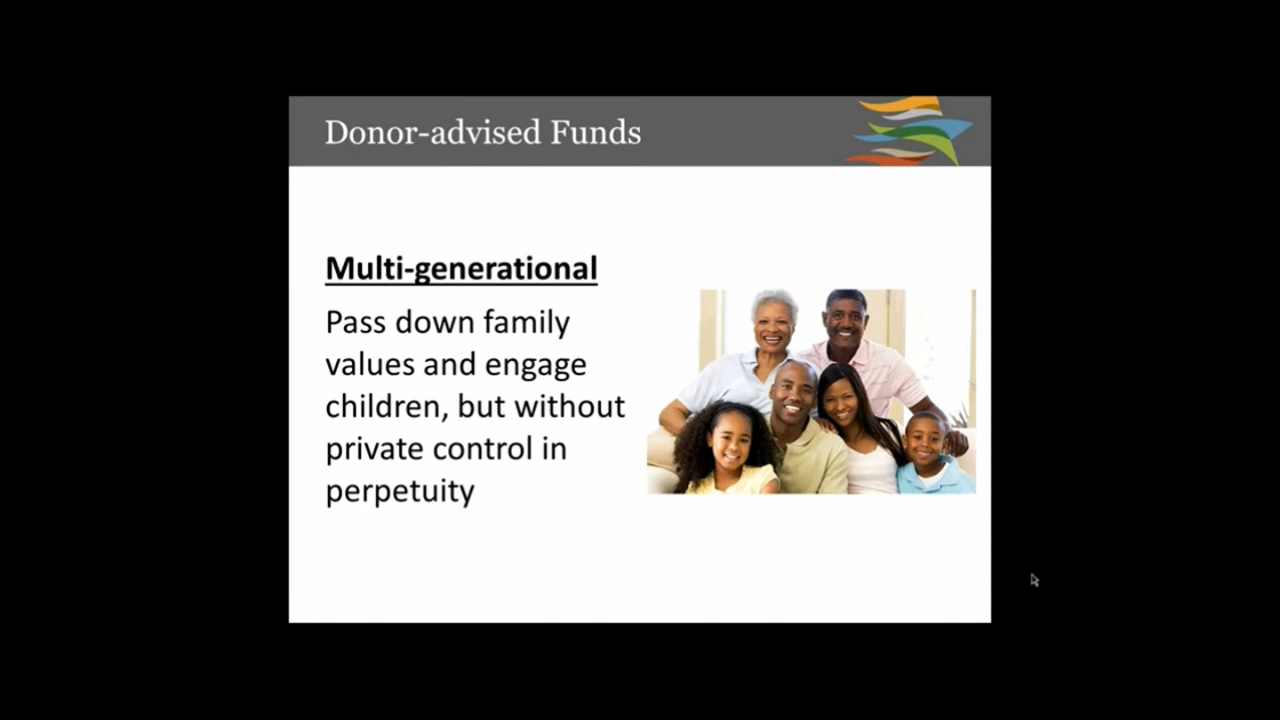 Donor-advised Funds
Multi-generational
Pass down family
values and engage
children, but without
private control in
perpetuity